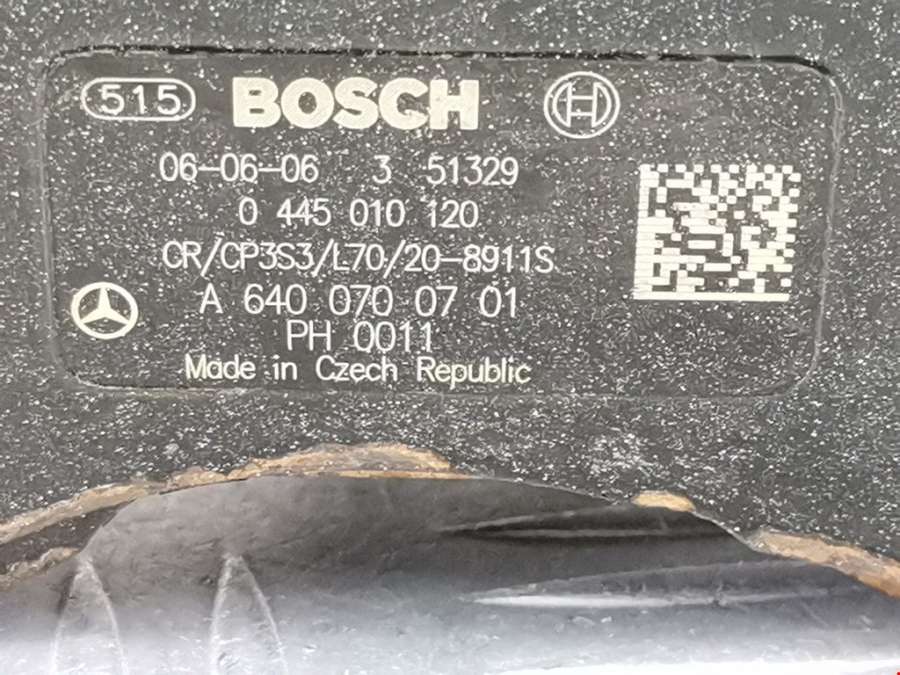 515 BOSCH
06-06-06 3 51329
0 445 010 120
CR/CP3S3/L70/20-8911S
A 640 070 07 01
PH 0011
Made in Czech Republic